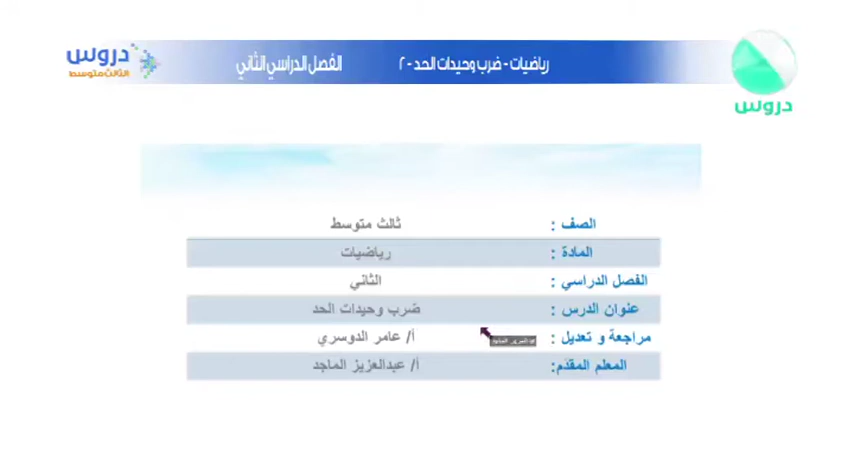 دروس
الثالث متوسط
رياضيات - ضرب وحيدات الحد - ٢
الفصل الدراسي الثاني
دروس
الصف : ثالث متوسط
المادة : رياضيات
الفصل الدراسي : الثاني
عنوان الدرس : ضرب وحيدات الحد
مراجعة و تعديل : أ/ عامر الدوسري
المعلم المقدم: أ/ عبدالعزيز الماجد